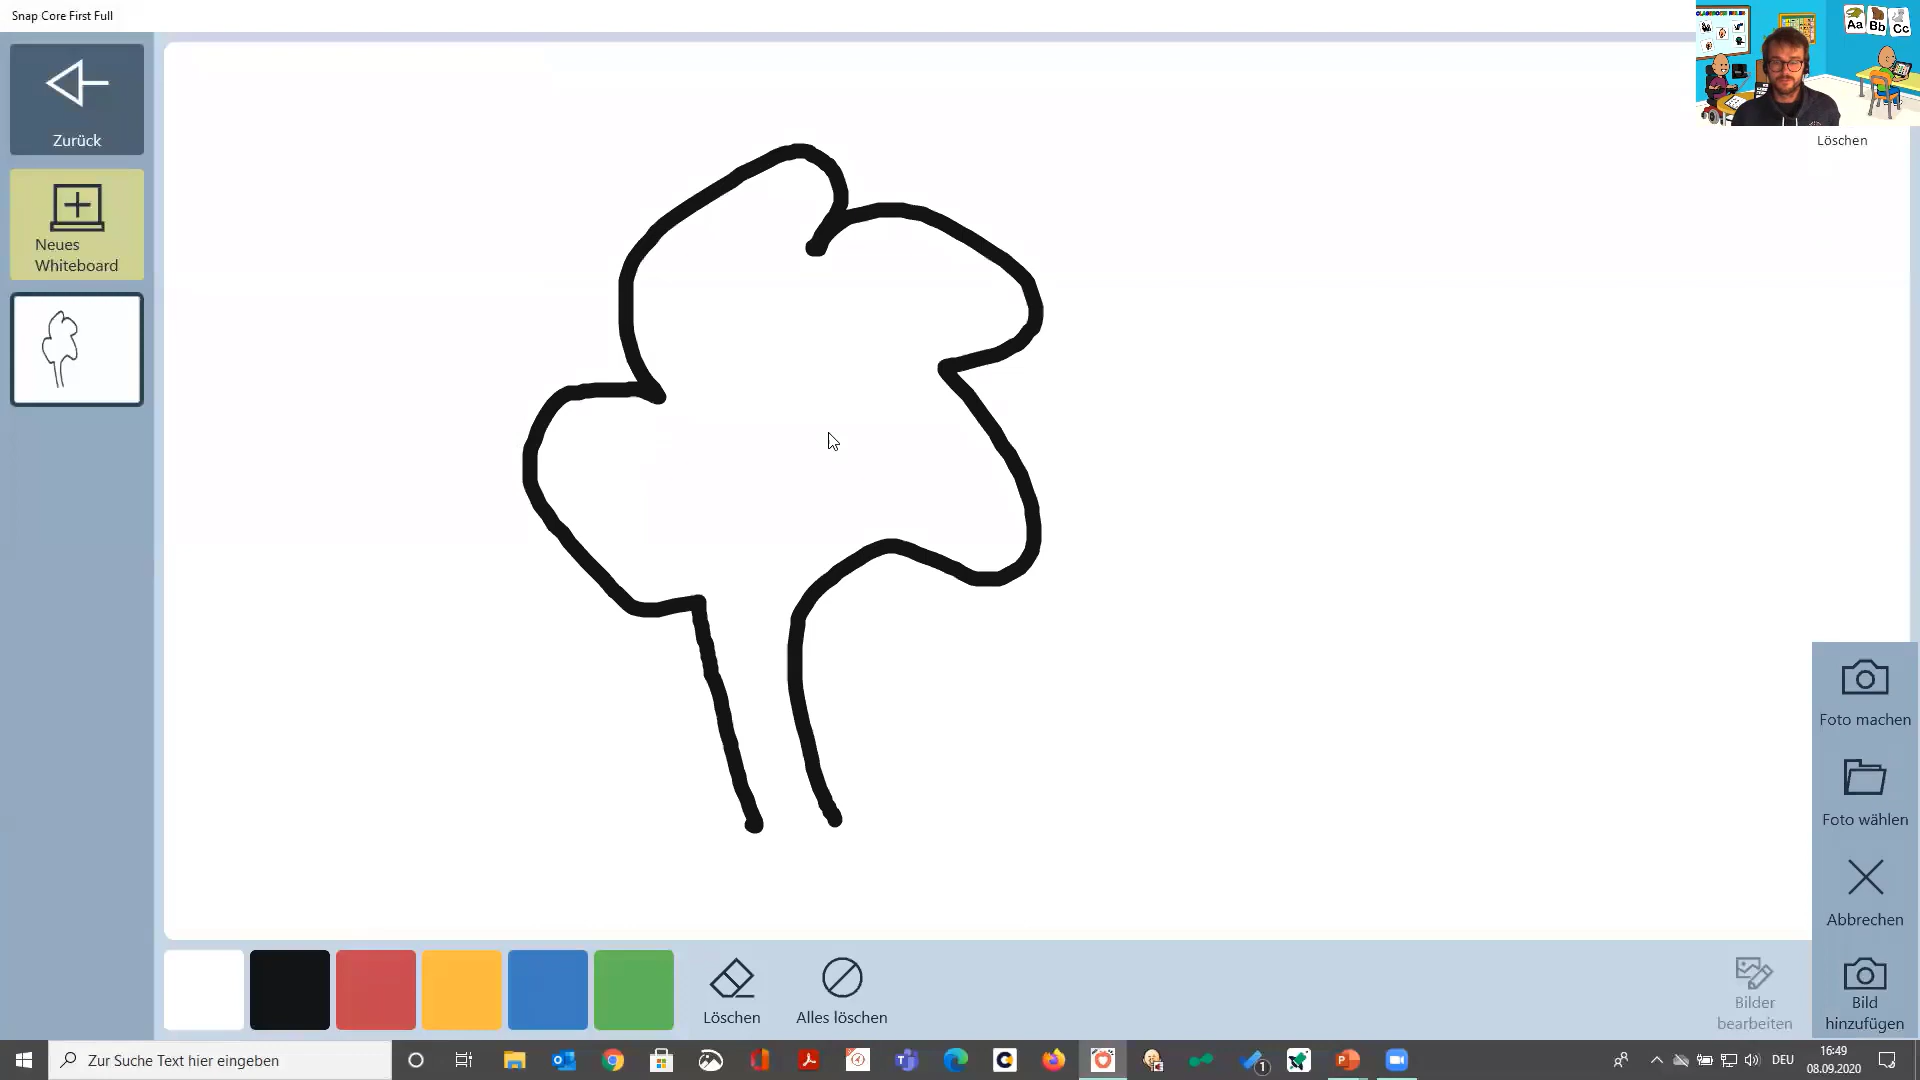 Snap Core First Full
Zurück
Neues
Whiteboard
Aa Bb Cc
Löschen
Foto machen
Foto wählen
Abbrechen
Bild
hinzufügen
Bilder
bearbeiten
Löschen
Alles löschen
Zur Suche Text hier eingeben
1
DEU
16:49
08.09.2020